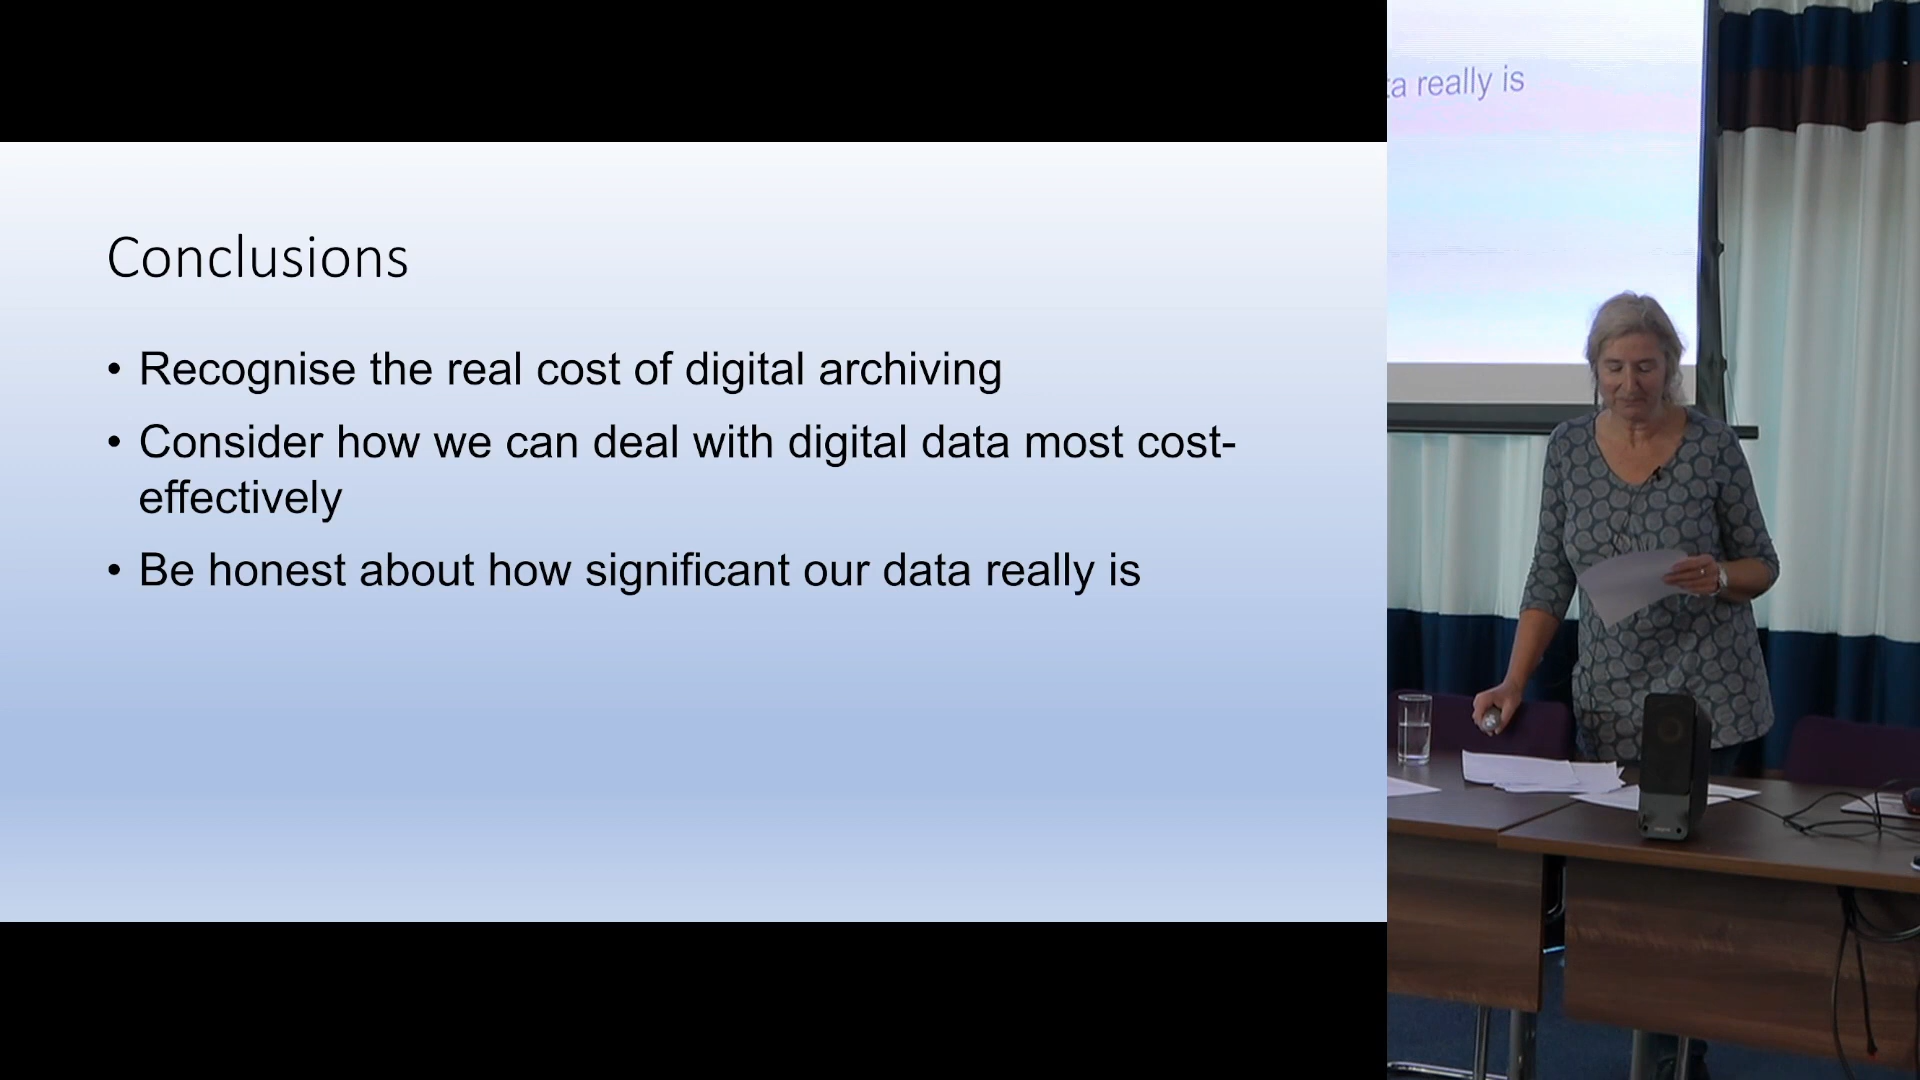 Conclusions
• Recognise the real cost of digital archiving
• Consider how we can deal with digital data most cost-
effectively
• Be honest about how significant our data really is
ta really is